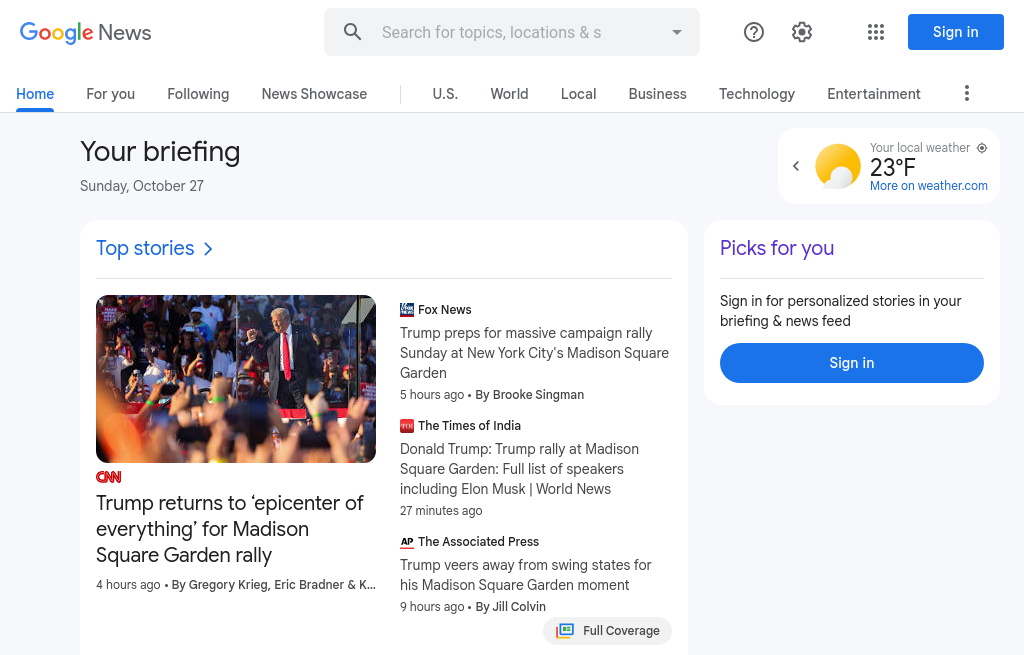 Google News
Search for topics, locations & s
Sign in
Home
For you
Following
News Showcase
U.S.
World
Local
Business
Technology
Entertainment
Your briefing
Sunday, October 27
Your local weather
23°F
More on weather.com
Top stories
CNN
Trump returns to ‘epicenter of
everything’ for Madison
Square Garden rally
4 hours ago • By Gregory Krieg, Eric Bradner & K...
Fox News
Trump preps for massive campaign rally
Sunday at New York City's Madison Square
Garden
5 hours ago • By Brooke Singman
The Times of India
Donald Trump: Trump rally at Madison
Square Garden: Full list of speakers
including Elon Musk | World News
27 minutes ago
AP The Associated Press
Trump veers away from swing states for
his Madison Square Garden moment
9 hours ago • By Jill Colvin
Full Coverage
Picks for you
Sign in for personalized stories in your
briefing & news feed
Sign in